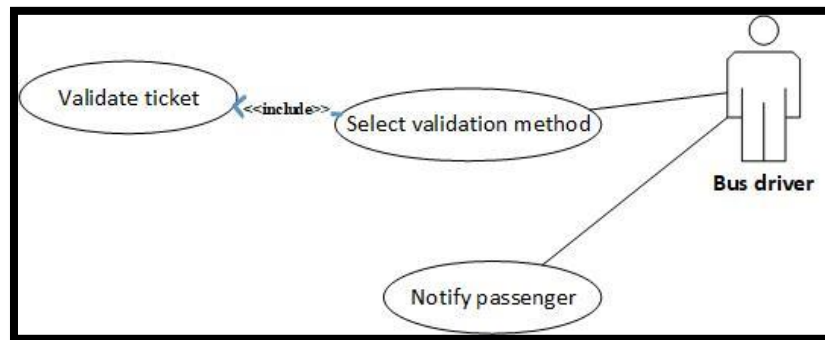 Validate ticket
<<include>>
Select validation method
Bus driver
Notify passenger